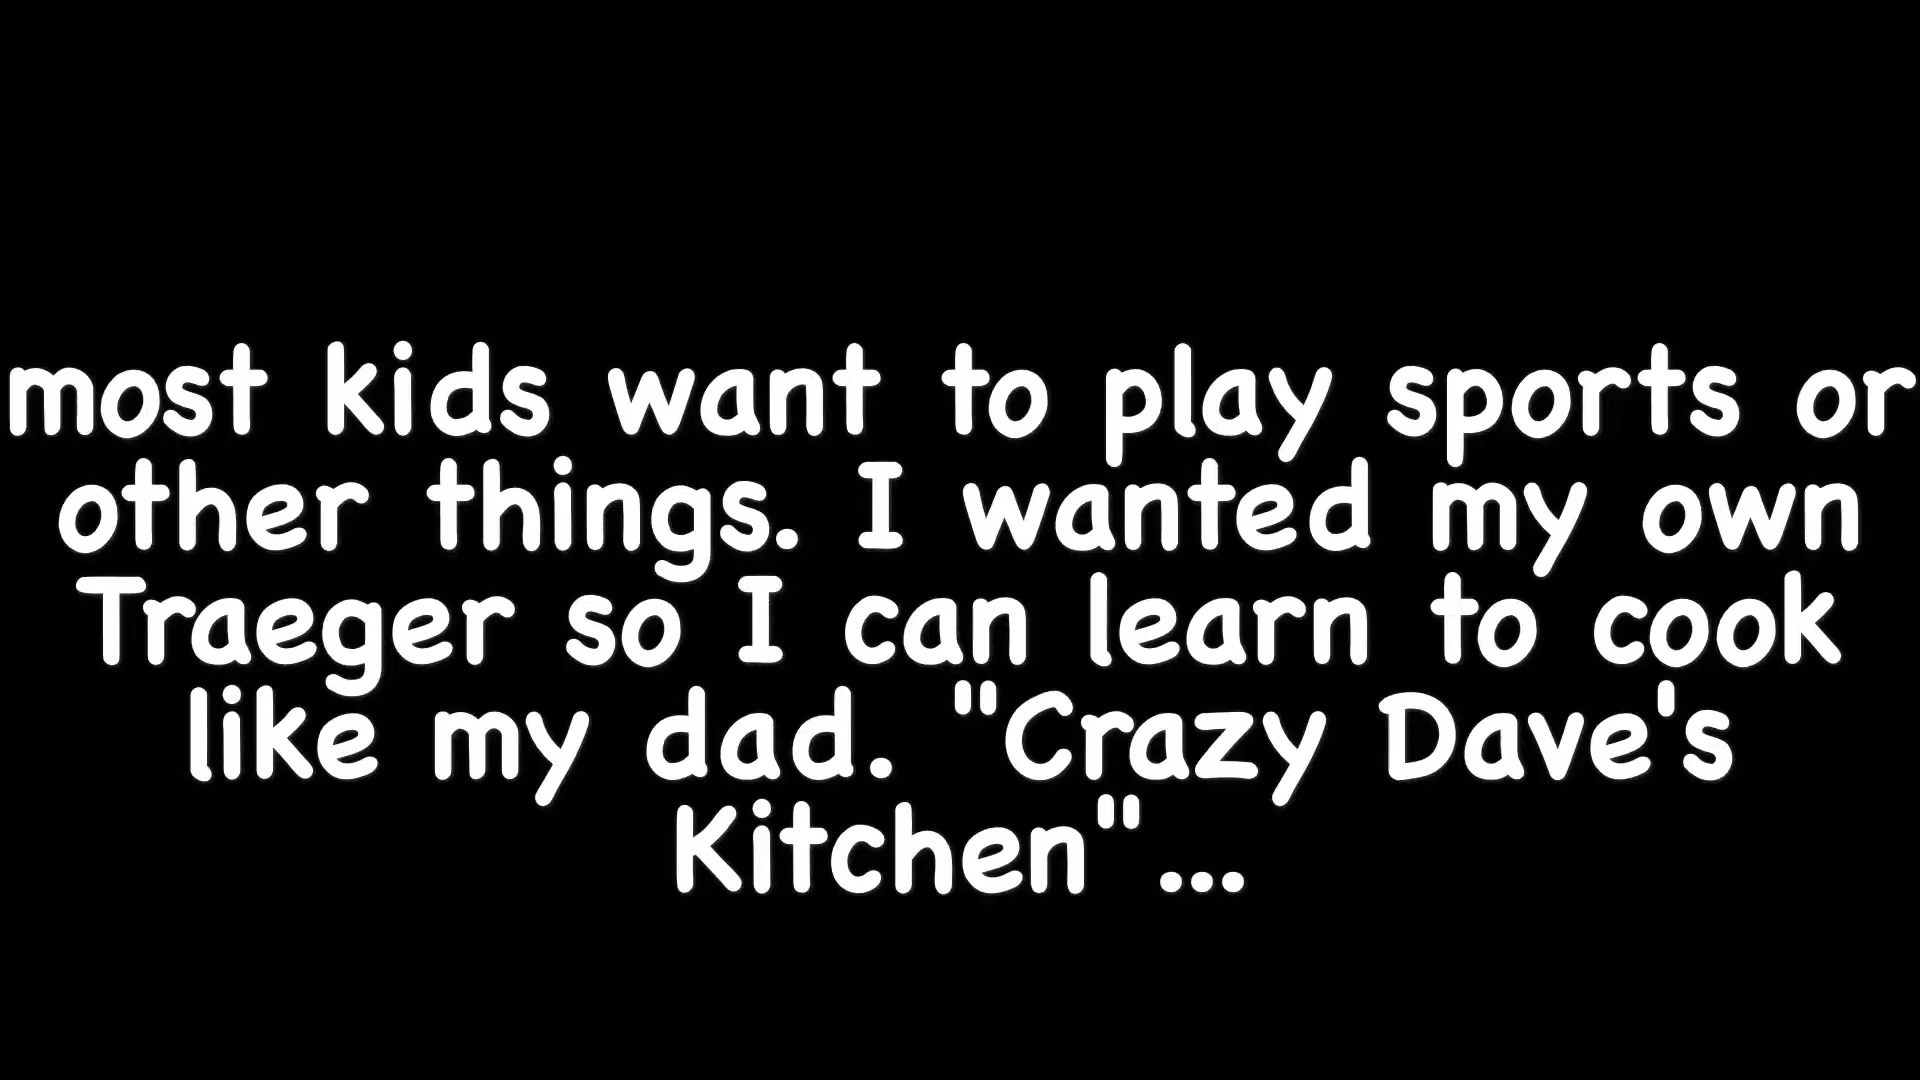 most kids want to play sports or
other things. I wanted my own
Traeger so I can learn to cook
like my dad. "Crazy Dave's
Kitchen"...